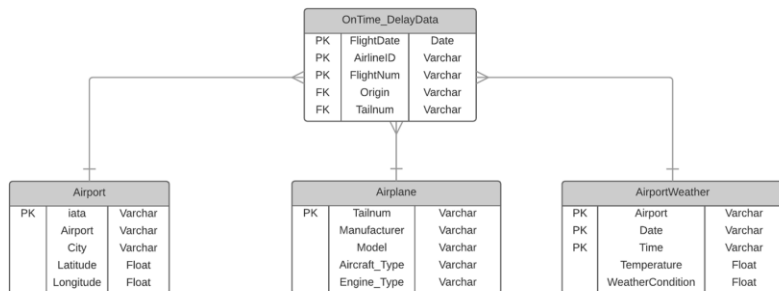 OnTime_DelayData
PK FlightDate Date
PK AirlineID Varchar
PK FlightNum Varchar
FK Origin Varchar
FK Tailnum Varchar
Airport
PK iata Varchar
Airport Varchar
City Varchar
Latitude Float
Longitude Float
Airplane
PK Tailnum Varchar
Manufacturer Varchar
Model Varchar
Aircraft_Type Varchar
Engine_Type Varchar
AirportWeather
PK Airport Varchar
PK Date Varchar
PK Time Varchar
Temperature Float
WeatherCondition Float